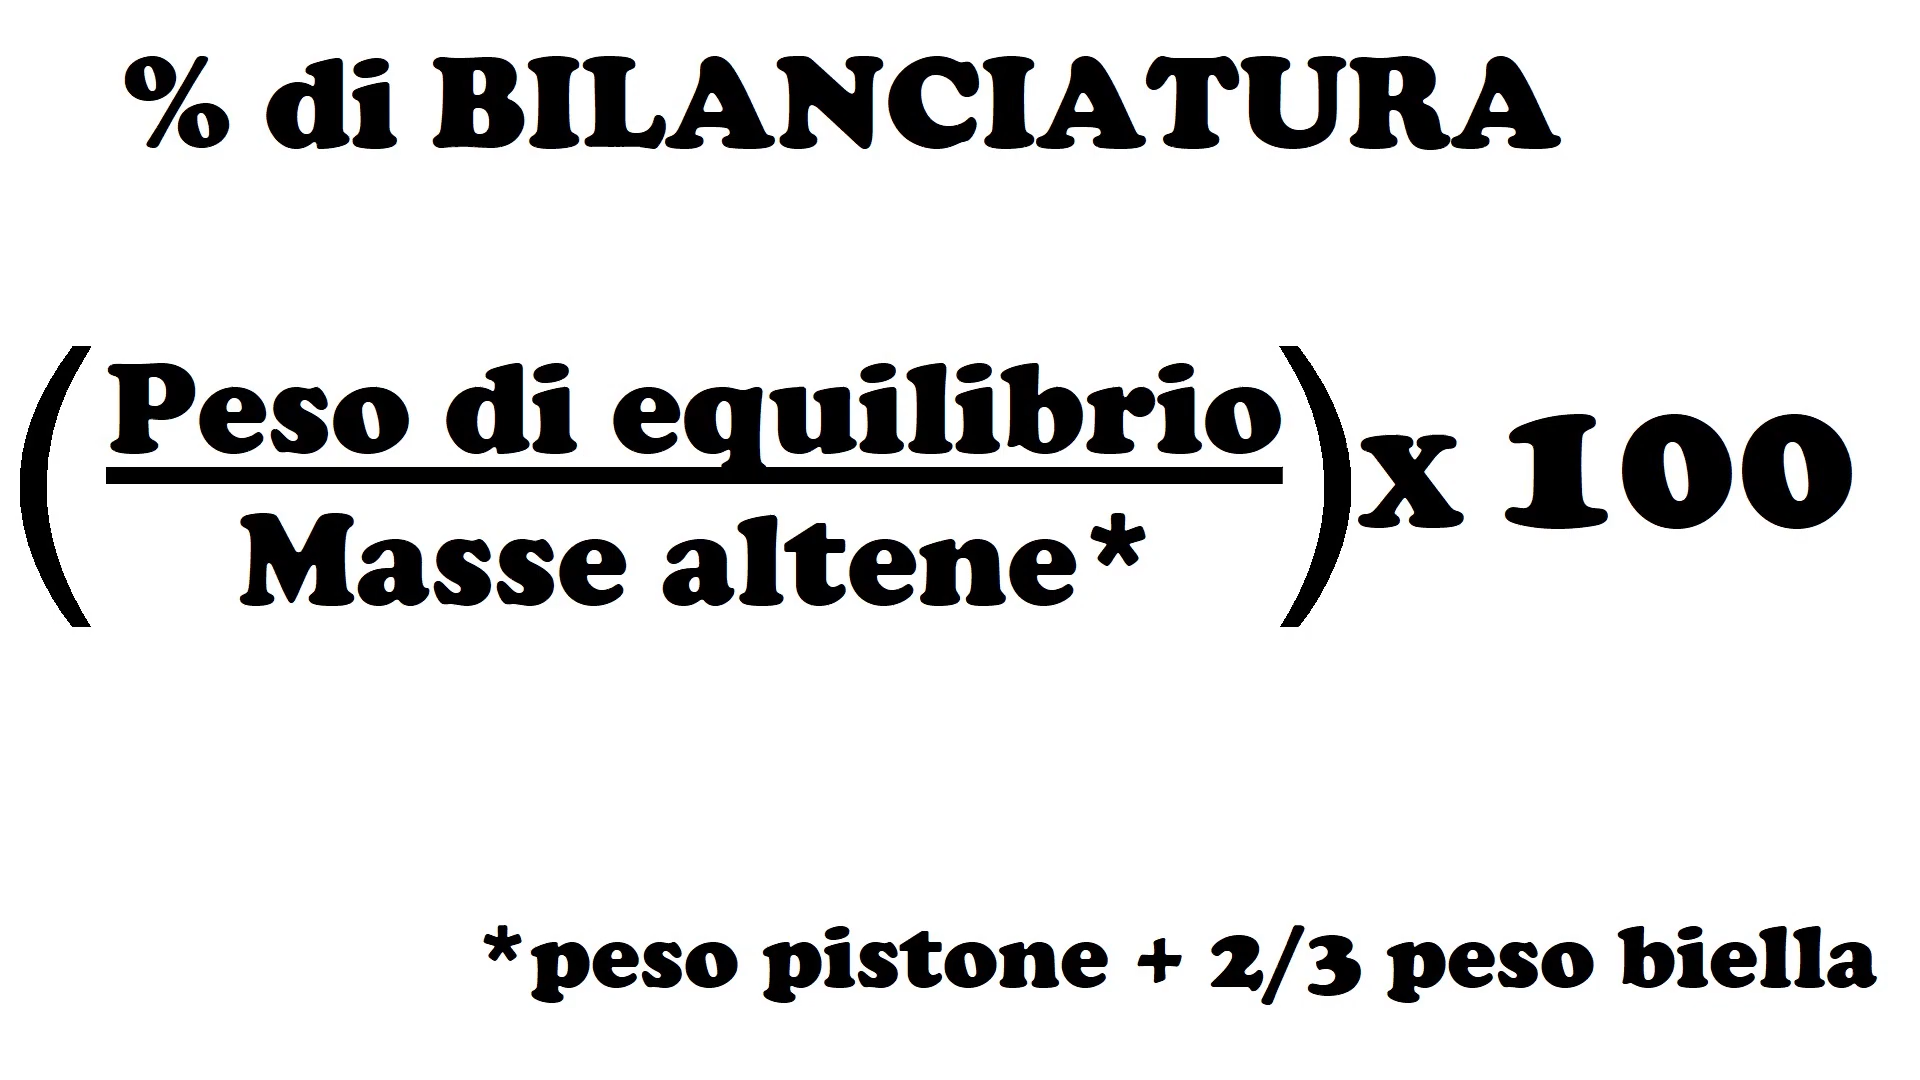 % di BILANCIATURA
(Peso di equilibrio
Masse altene*) x 100
*peso pistone + 2/3 peso biella